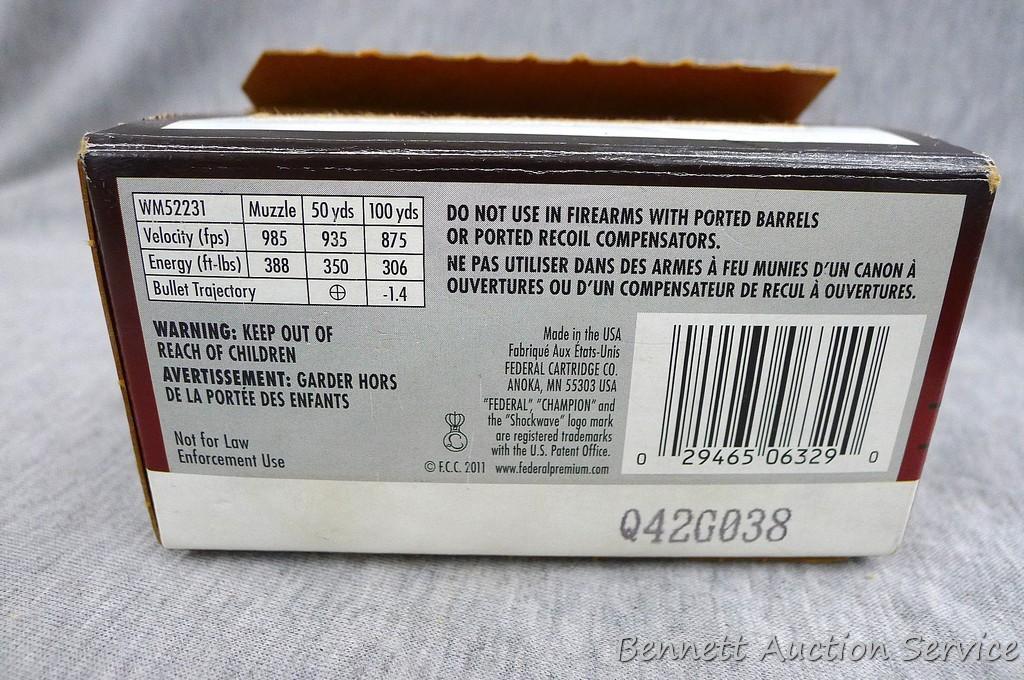 WM52231 Muzzle 50 yds 100 yds
Velocity (fps) 985 935 875
Energy (ft-lbs) 388 350 306
Bullet Trajectory ⊕ -1.4
DO NOT USE IN FIREARMS WITH PORTED BARRELS
OR PORTED RECOIL COMPENSATORS.
NE PAS UTILISER DANS DES ARMES À FEU MUNIES D'UN CANON À
OUVERTURES OU D'UN COMPENSATEUR DE RECUL À OUVERTURES.
WARNING: KEEP OUT OF
REACH OF CHILDREN
AVERTISSEMENT: GARDER HORS
DE LA PORTÉE DES ENFANTS
Not for Law
Enforcement Use
Made in the USA
Fabriqué Aux États-Unis
FEDERAL CARTRIDGE CO.
ANOKA, MN 55303 USA
"FEDERAL", "CHAMPION" and
the "Shockwave" logo mark
are registered trademarks
with the U.S. Patent Office.
© F.C.C. 2011 www.federalpremium.com
0 29465 06329 0
Q42G038
Bennett Auction Service